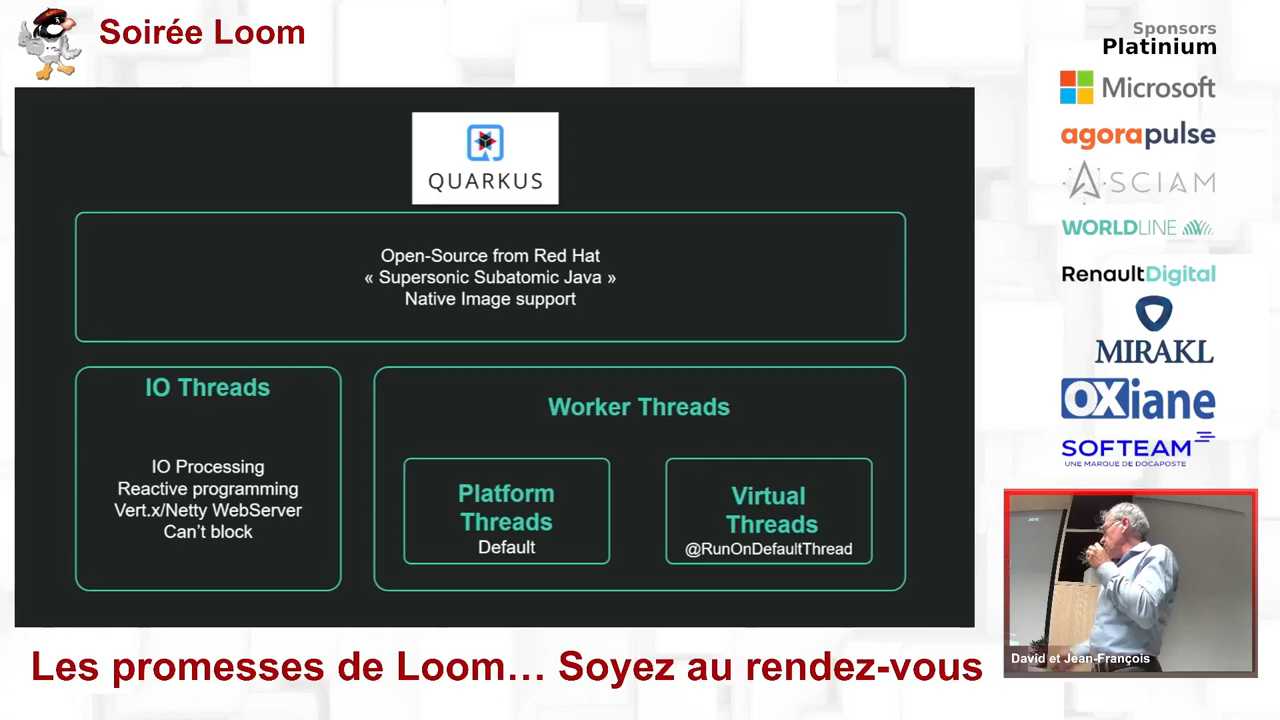 Soirée Loom
QUARKUS
Open-Source from Red Hat
« Supersonic Subatomic Java »
Native Image support
IO Threads
IO Processing
Reactive programming
Vert.x/Netty WebServer
Can't block
Worker Threads
Platform
Threads
Default
Virtual
Threads
@RunOnDefaultThread
Sponsors
Platinium
Microsoft
agorapulse
ASCIAM
WORLDLINE
RenaultDigital
MIRAKL
OXiane
SOFTEAM
UNE MARQUE DE DOCAPOSTE
David et Jean-François
Les promesses de Loom… Soyez au rendez-vous